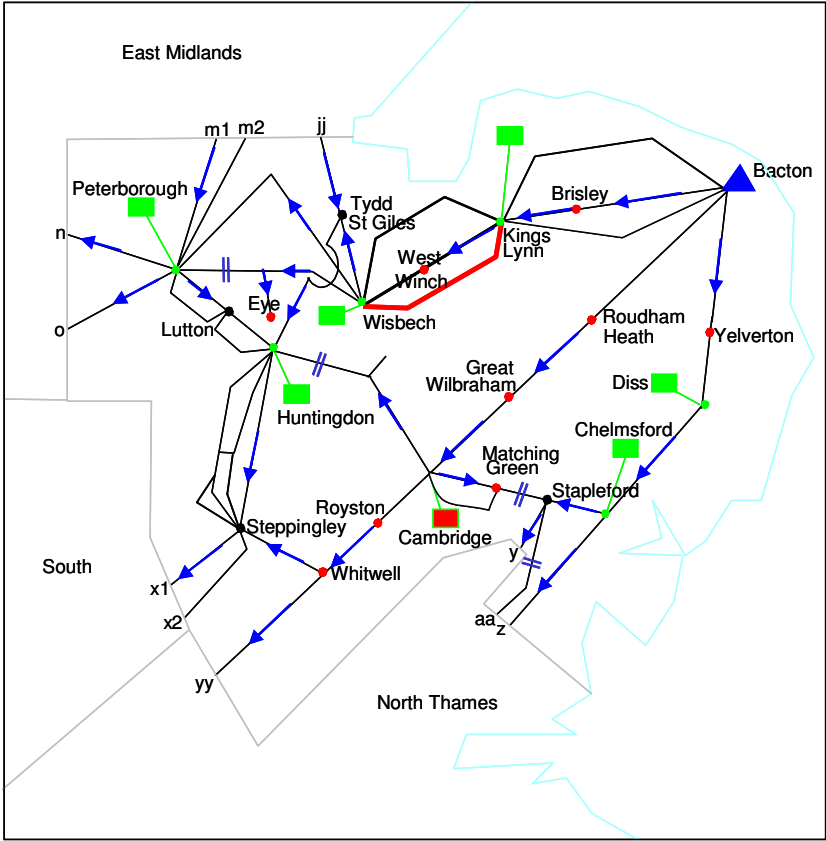 East Midlands
m1
m2
jj
Bacton
Peterborough
Brisley
Tydd
St Giles
n
Kings
Lynn
West
Winch
Eye
Wisbech
Lutton
o
Roudham
Heath
Yelverton
Great
Wilbraham
Diss
Huntingdon
Chelmsford
Matching
Green
Stapleford
Royston
Steppingley
Cambridge
y
South
Whitwell
x1
x2
aa
z
yy
North Thames